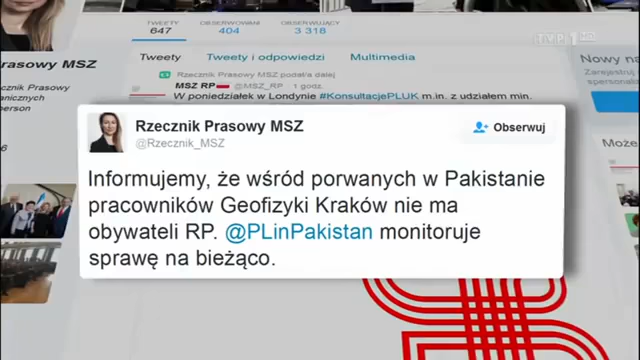 TWEETY OBSERWOWANI OBSERWUJĄCY
647 404 3 318
TVP1 HD
Prasowy MSZ
Tweety Tweety i odpowiedzi Multimedia
Nowy na
Rzecznik Prasowy MSZ podał/a dalej
MSZ RP @MSZ_RP 1 godz.
W poniedziałek w Londynie #KonsultacjePLUK m.in. z udziałem min.
Rzecznik Prasowy MSZ
@Rzecznik_MSZ
Obserwuj
Informujemy, że wśród porwanych w Pakistanie
pracowników Geofizyki Kraków nie ma
obywateli RP. @PLinPakistan monitoruje
sprawę na bieżąco.
Może